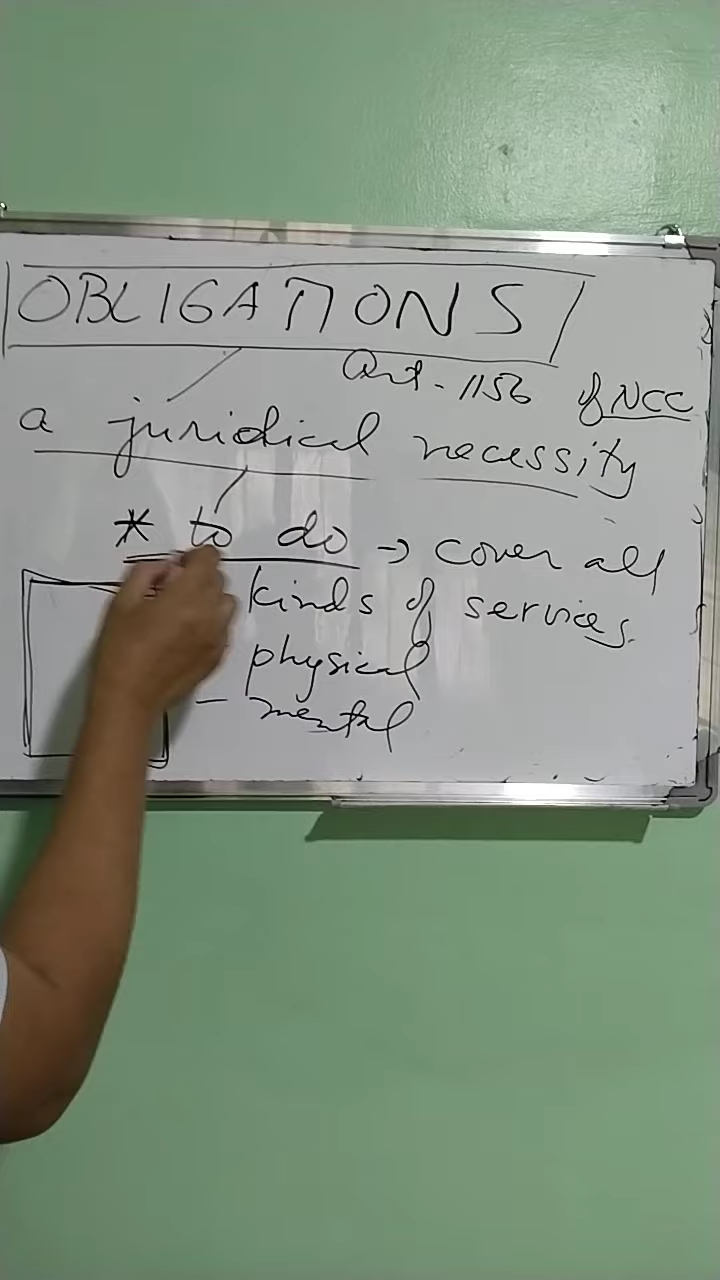 OBLIGATIONS
Art. 1156 of NCC
a juridical necessity
* to do → cover all
kinds of services.
physical
- mental